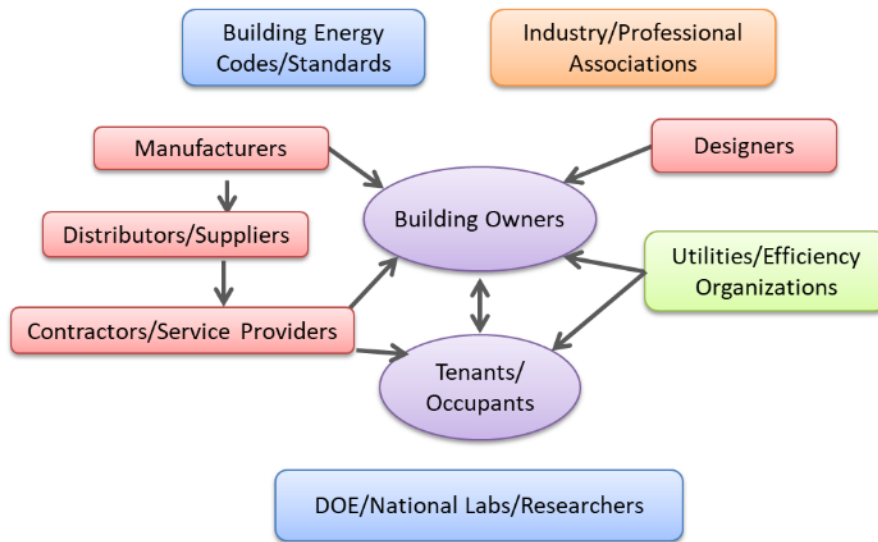 Building Energy
Codes/Standards
Industry/Professional
Associations
Manufacturers
Designers
Building Owners
Distributors/Suppliers
Utilities/Efficiency
Organizations
Contractors/Service Providers
Tenants/
Occupants
DOE/National Labs/Researchers